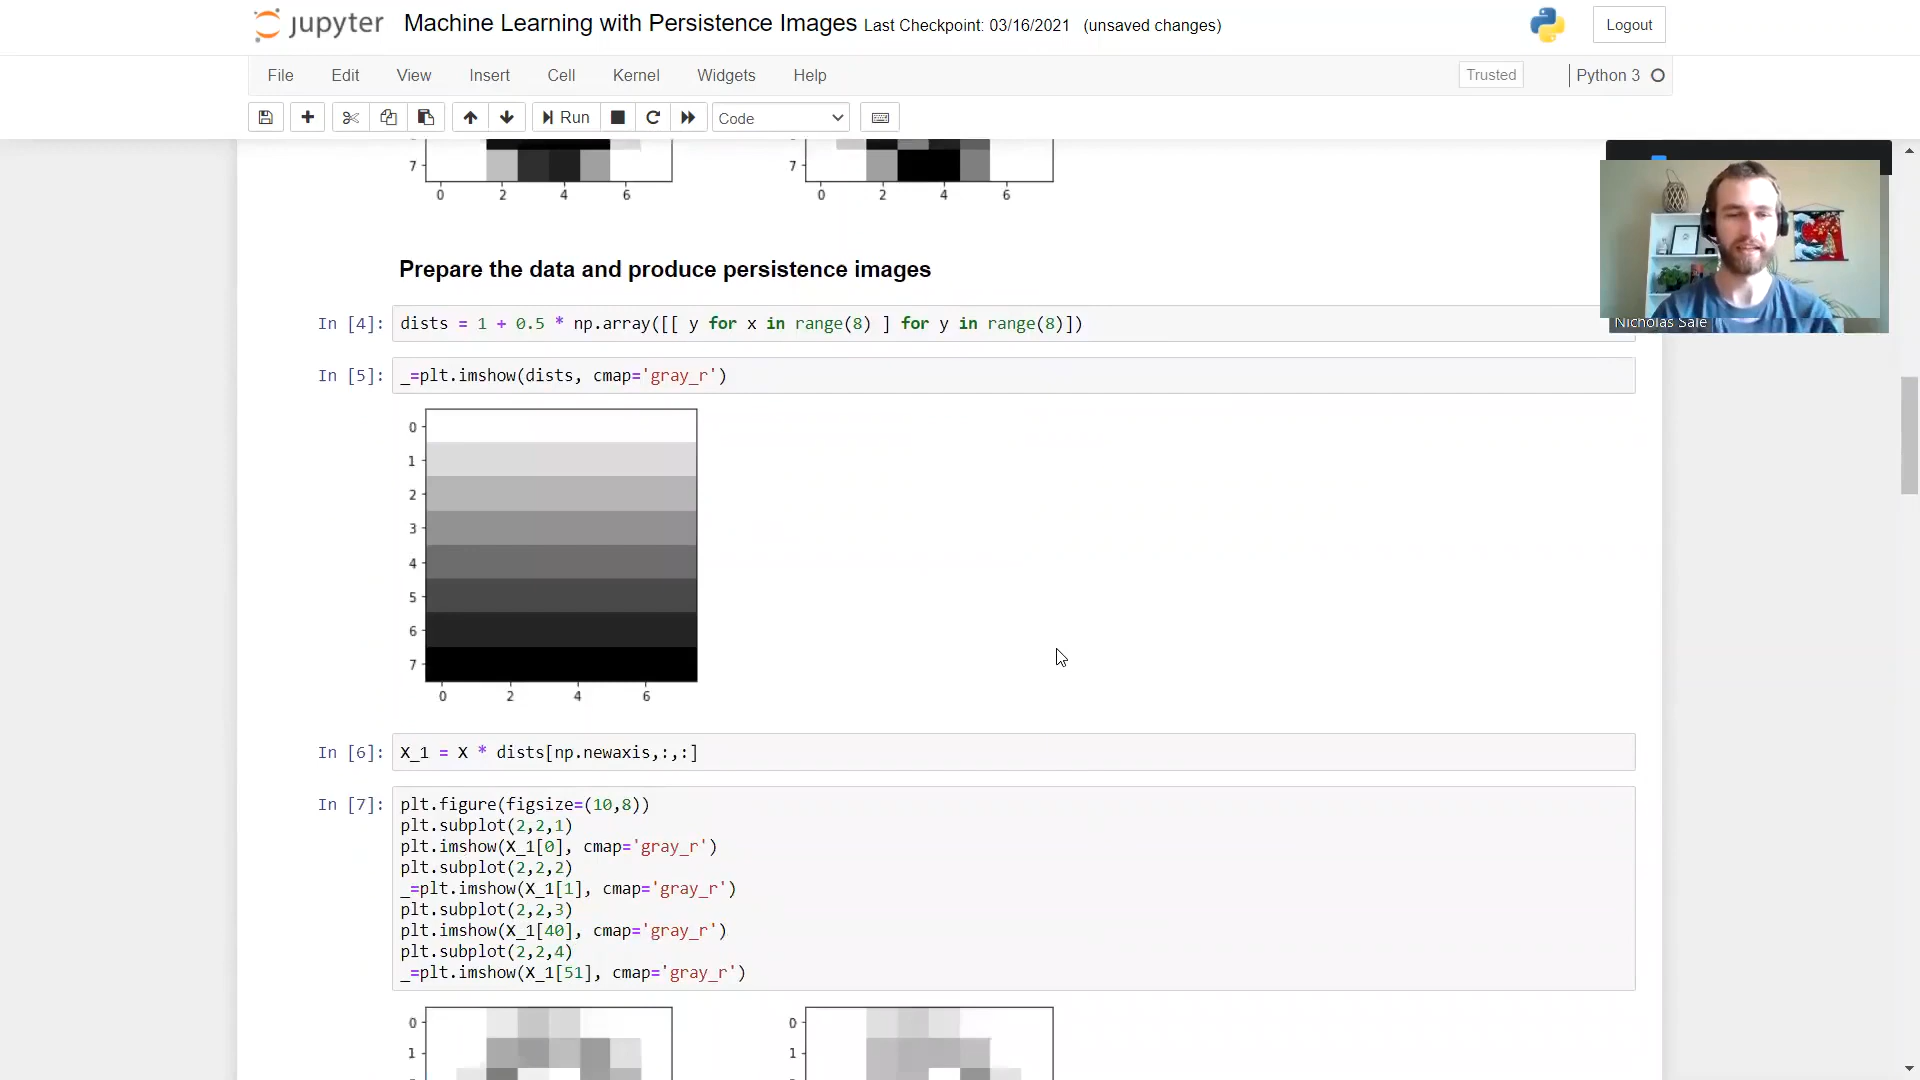 jupyter Machine Learning with Persistence Images Last Checkpoint: 03/16/2021 (unsaved changes) Logout
File Edit View Insert Cell Kernel Widgets Help Trusted Python 3
Run Code
7 7
0 2 4 6 0 2 4 6
Nicholas Sale
Prepare the data and produce persistence images
In [4]: dists = 1 + 0.5 * np.array([[ y for x in range(8) ] for y in range(8)])
In [5]: _=plt.imshow(dists, cmap='gray_r')
0
1
2
3
4
5
6
7
0 2 4 6
In [6]: X_1 = X * dists[np.newaxis,:,:]
In [7]: plt.figure(figsize=(10,8))
plt.subplot(2,2,1)
plt.imshow(X_1[0], cmap='gray_r')
plt.subplot(2,2,2)
_=plt.imshow(X_1[1], cmap='gray_r')
plt.subplot(2,2,3)
plt.imshow(X_1[40], cmap='gray_r')
plt.subplot(2,2,4)
_=plt.imshow(X_1[51], cmap='gray_r')
0 0
1 1